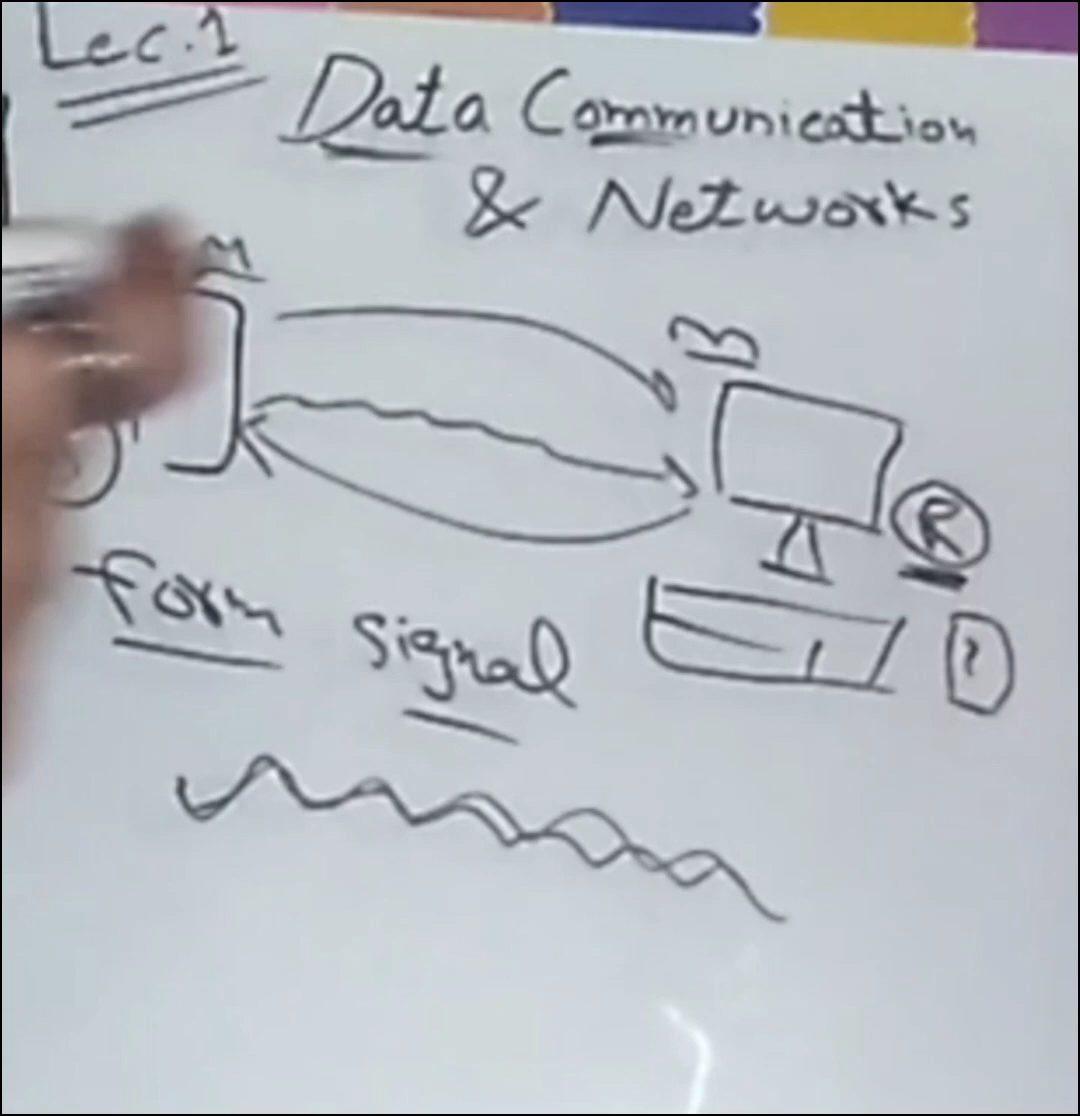 Lec.1
Data Communication
& Networks
B
R
form signal
?